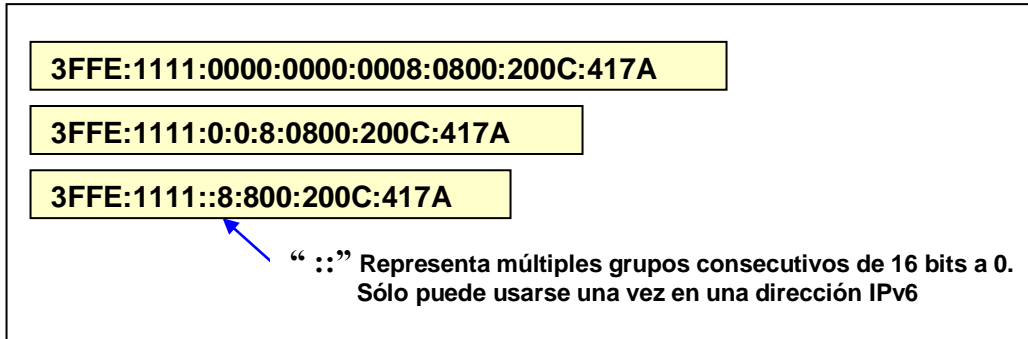 3FFE:1111:0000:0000:0008:0800:200C:417A
3FFE:1111:0:0:8:0800:200C:417A
3FFE:1111::8:800:200C:417A
“ ::” Representa múltiples grupos consecutivos de 16 bits a 0.
Sólo puede usarse una vez en una dirección IPv6